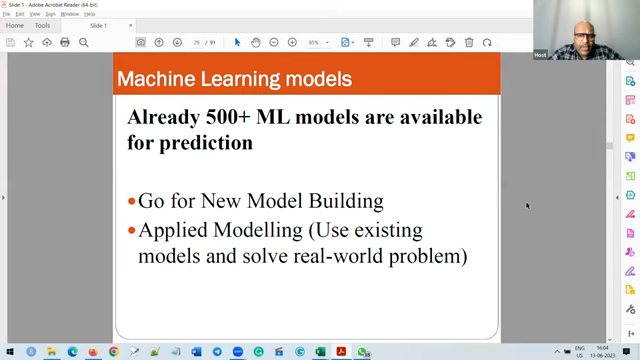 Slide 1 - Adobe Acrobat Reader (64-bit)
File Edit View Sign Window Help
Home Tools Slide 1
29 / 91
85%
Host
Machine Learning models
Already 500+ ML models are available
for prediction
•Go for New Model Building
•Applied Modelling (Use existing
models and solve real-world problem)
ENG
US
16:04
13-06-2023